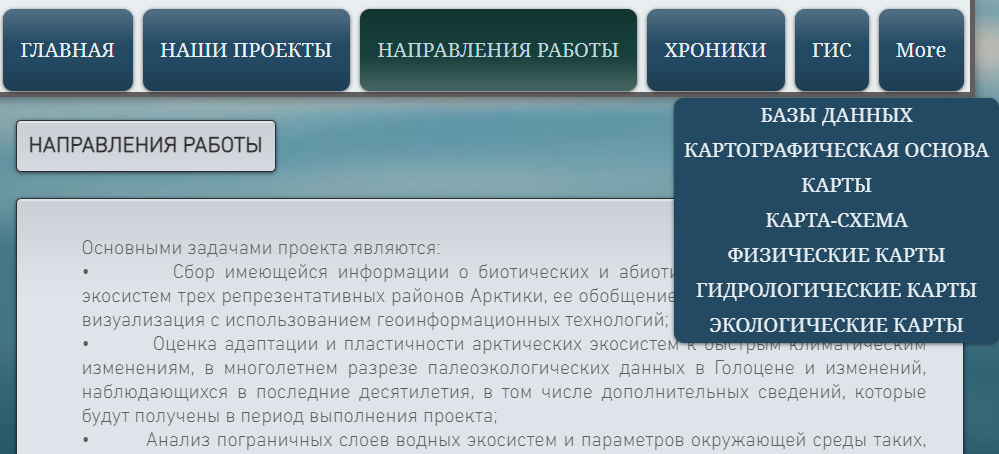 ГЛАВНАЯ НАШИ ПРОЕКТЫ НАПРАВЛЕНИЯ РАБОТЫ ХРОНИКИ ГИС More
БАЗЫ ДАННЫХ
КАРТОГРАФИЧЕСКАЯ ОСНОВА
КАРТЫ
КАРТА-СХЕМА
ФИЗИЧЕСКИЕ КАРТЫ
ГИДРОЛОГИЧЕСКИЕ КАРТЫ
ЭКОЛОГИЧЕСКИЕ КАРТЫ
НАПРАВЛЕНИЯ РАБОТЫ
Основными задачами проекта являются:
• Сбор имеющейся информации о биотических и
экосистем трех репрезентативных районов Арктики, ее обобщение
визуализация с использованием геоинформационных технологий;
• Оценка адаптации и пластичности арктических экосистем к быстрым климатическим
изменениям, в многолетнем разрезе палеоэкологических данных в Голоцене и изменений,
наблюдающихся в последние десятилетия, в том числе дополнительных сведений, которые
будут получены в период выполнения проекта;
• Анализ пограничных слоев водных экосистем и параметров окружающей среды таких,